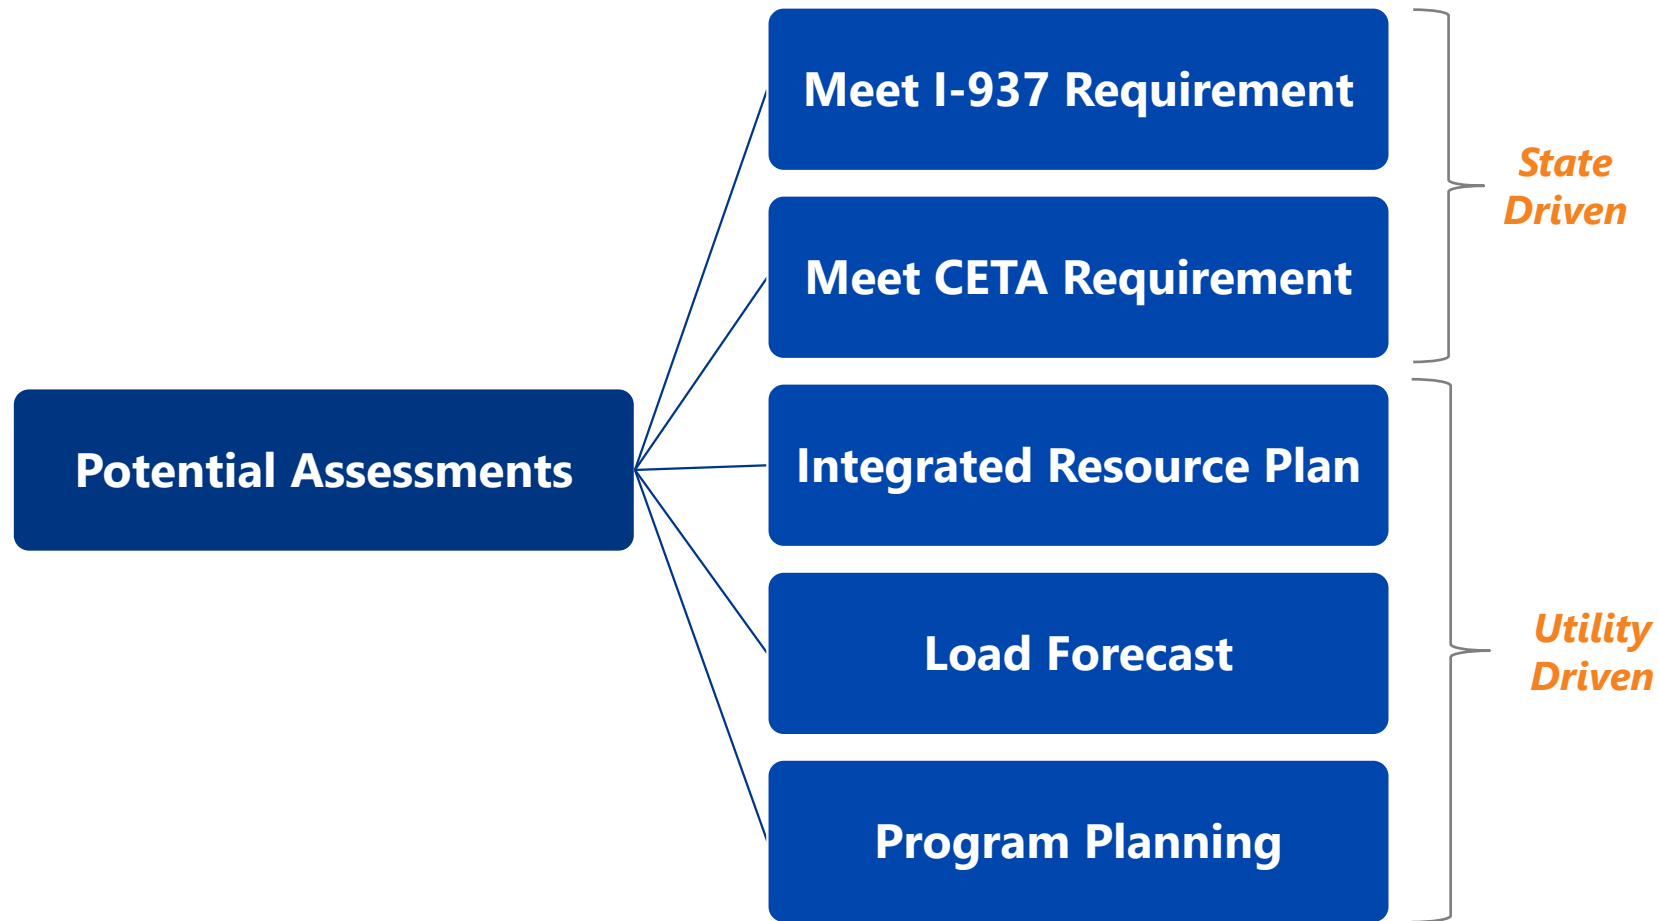 Potential Assessments
Meet I-937 Requirement
Meet CETA Requirement
Integrated Resource Plan
Load Forecast
Program Planning
State
Driven
Utility
Driven